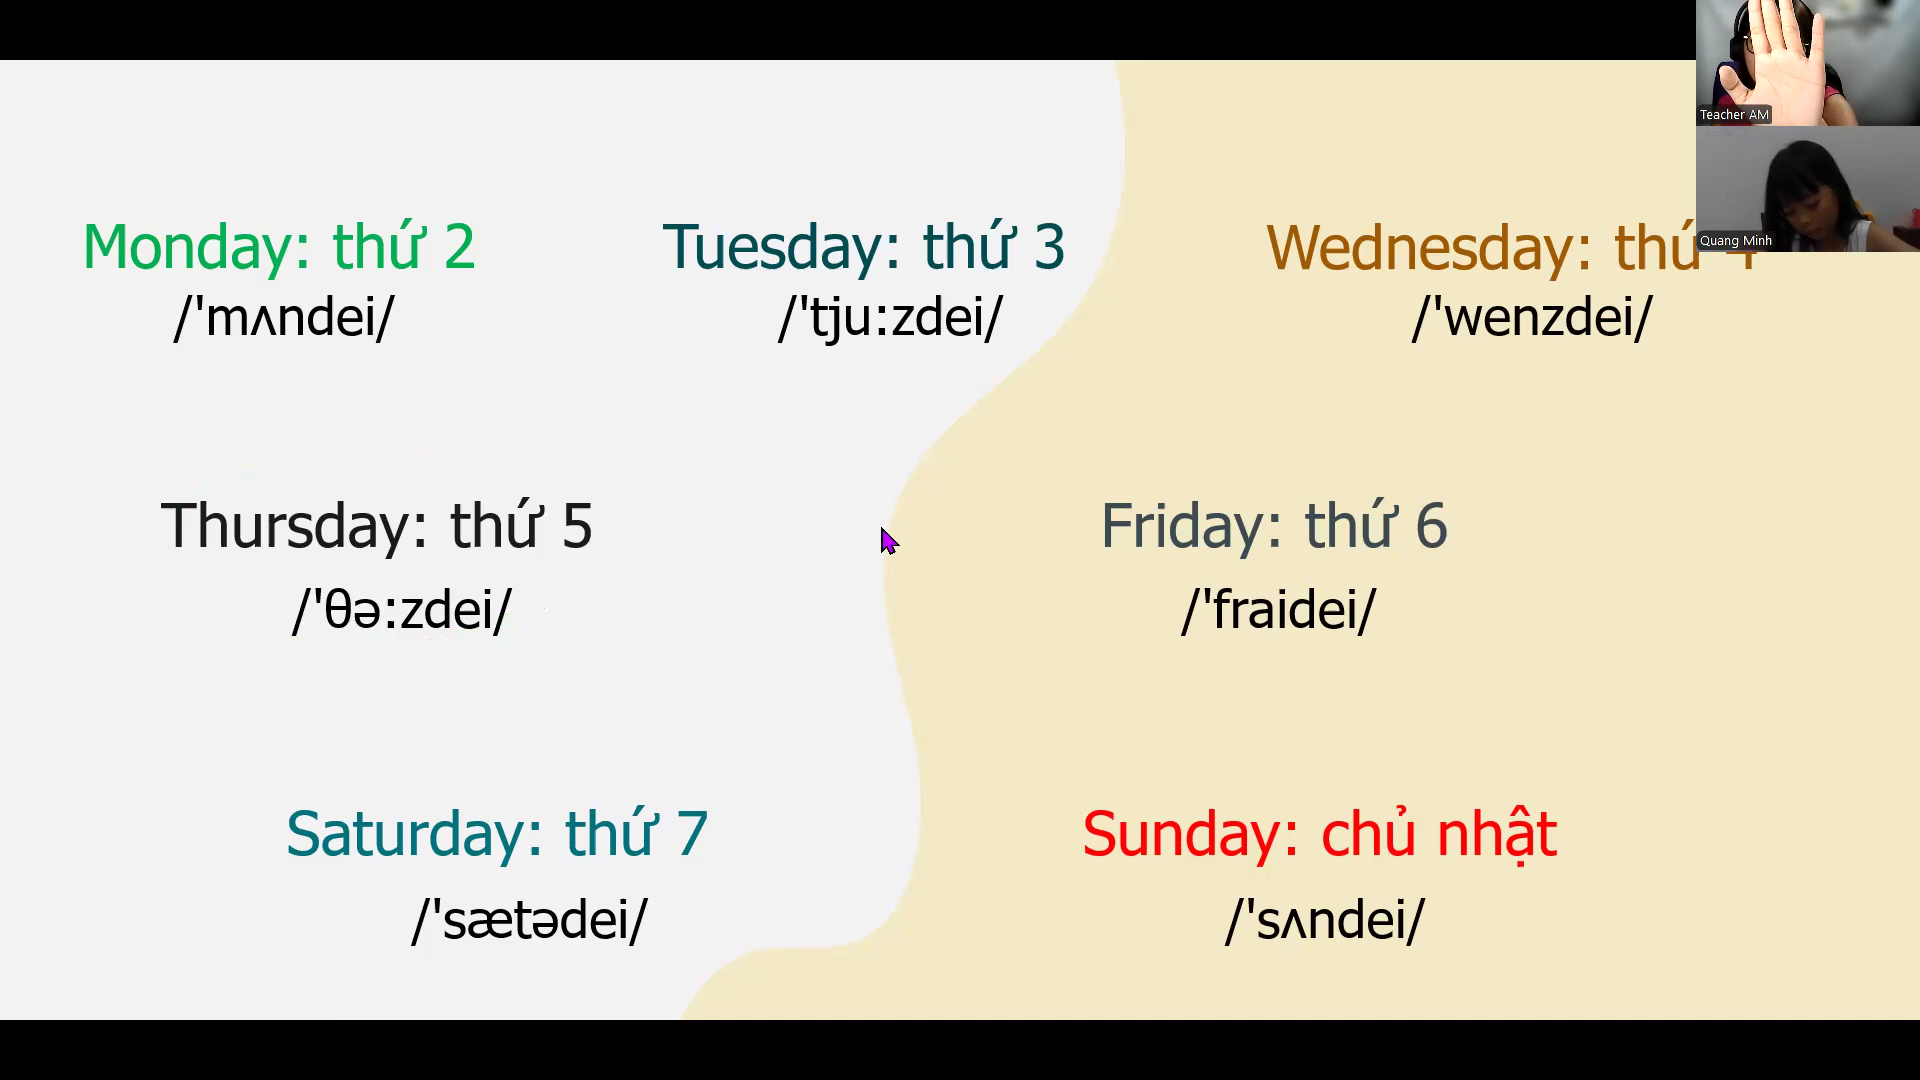 Teacher AM
Quang Minh
Monday: thứ 2
/'mʌndei/
Tuesday: thứ 3
/'tju:zdei/
Wednesday: thứ 4
/'wenzdei/
Thursday: thứ 5
/'θə:zdei/
Friday: thứ 6
/'fraidei/
Saturday: thứ 7
/'sætədei/
Sunday: chủ nhật
/'sʌndei/